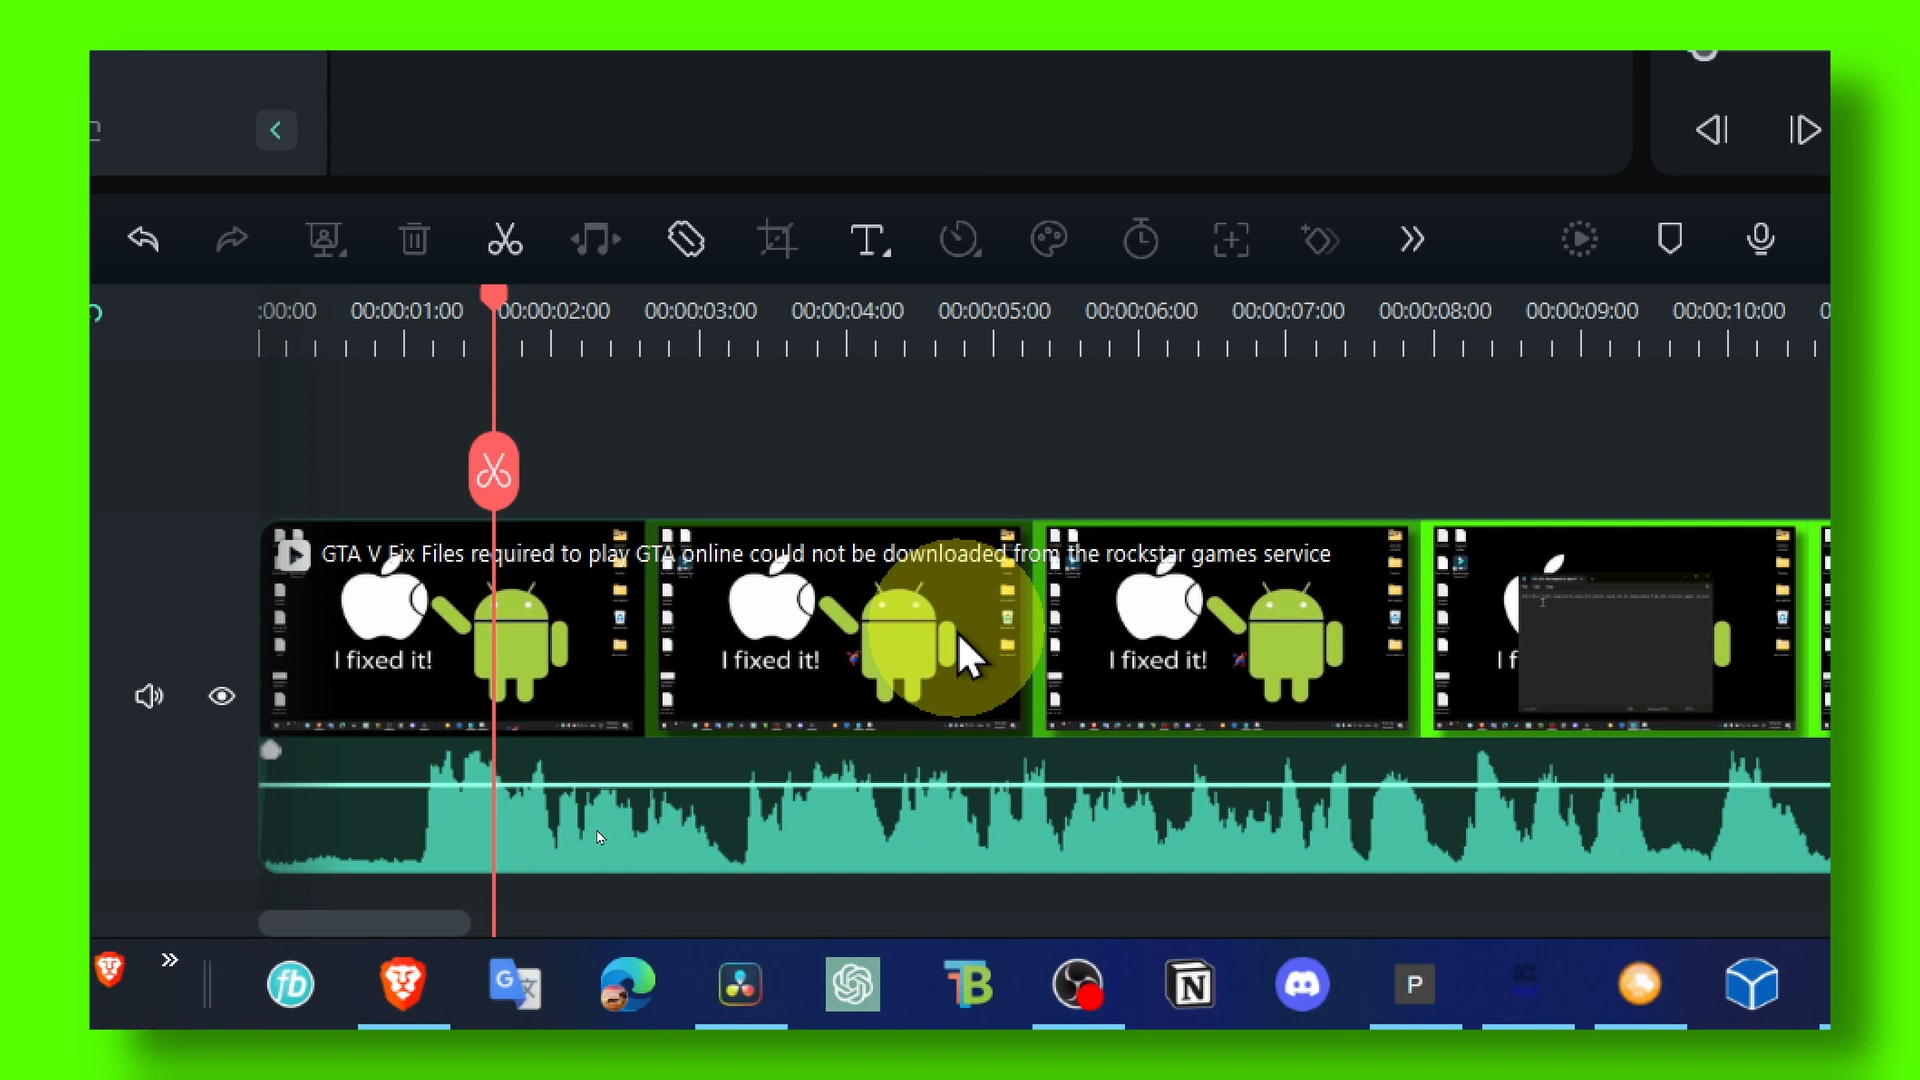 :00:00 00:00:01:00 00:00:02:00 00:00:03:00 00:00:04:00 00:00:05:00 00:00:06:00 00:00:07:00 00:00:08:00 00:00:09:00 00:00:10:00 0
GTA V Fix Files required to play GTA online could not be downloaded from the rockstar games service
I fixed it! I fixed it! I fixed it! I f
fb G TB N P